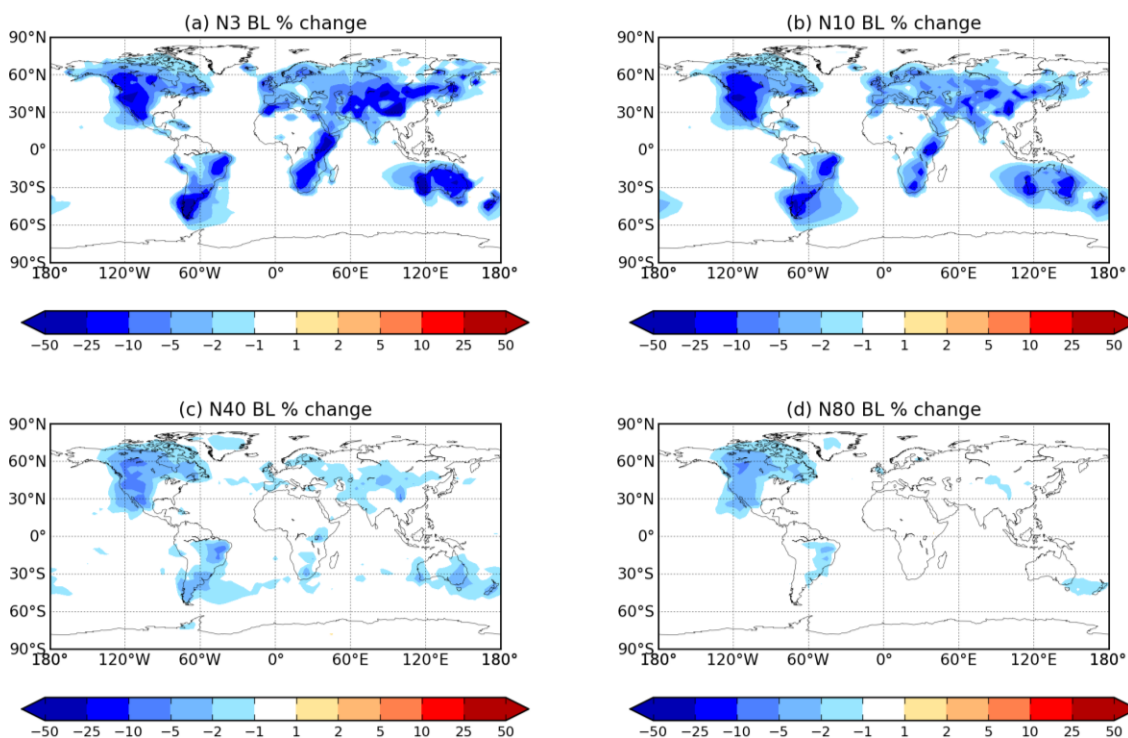 (a) N3 BL % change
90°N
60°N
30°N
0°
30°S
60°S
90°S
180° 120°W 60°W 0° 60°E 120°E 180°
−50 −25 −10 −5 −2 −1 1 2 5 10 25 50
(b) N10 BL % change
90°N
60°N
30°N
0°
30°S
60°S
90°S
180° 120°W 60°W 0° 60°E 120°E 180°
−50 −25 −10 −5 −2 −1 1 2 5 10 25 50
(c) N40 BL % change
90°N
60°N
30°N
0°
30°S
60°S
90°S
180° 120°W 60°W 0° 60°E 120°E 180°
−50 −25 −10 −5 −2 −1 1 2 5 10 25 50
(d) N80 BL % change
90°N
60°N
30°N
0°
30°S
60°S
90°S
180° 120°W 60°W 0° 60°E 120°E 180°
−50 −25 −10 −5 −2 −1 1 2 5 10 25 50